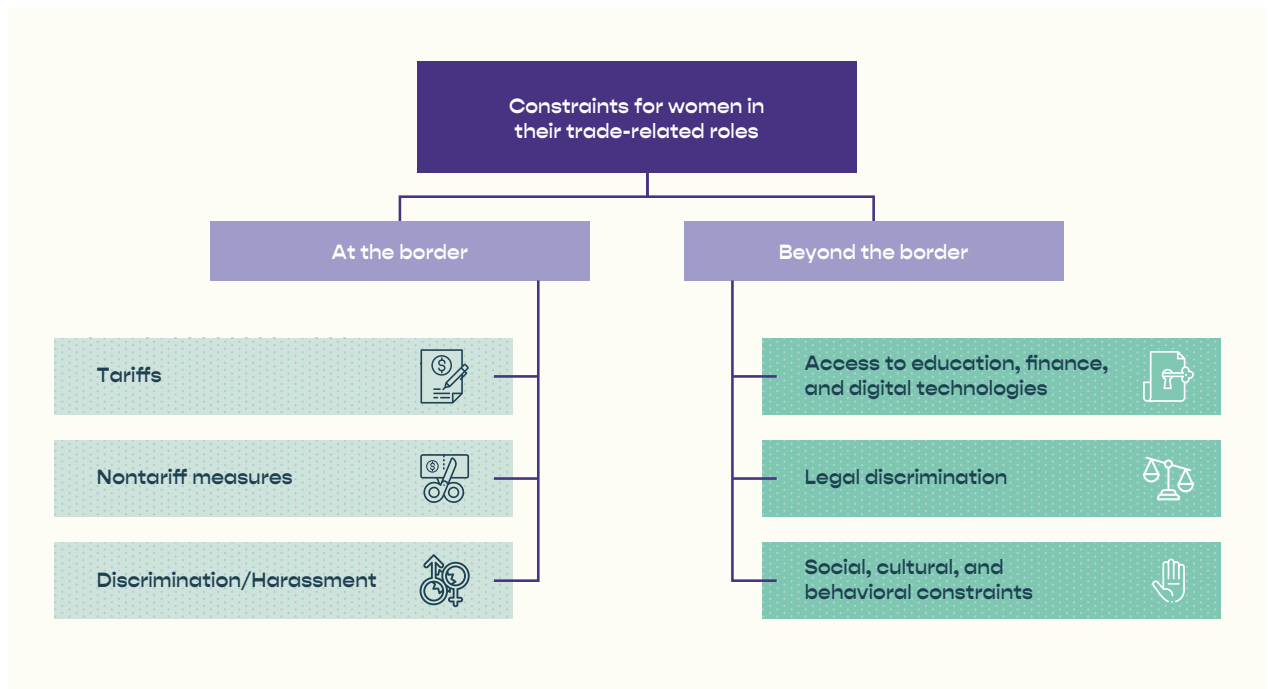 Constraints for women in
their trade-related roles
At the border
Beyond the border
Tariffs
$
Nontariff measures
$
Discrimination/Harassment
Access to education, finance,
and digital technologies
Legal discrimination
Social, cultural, and
behavioral constraints